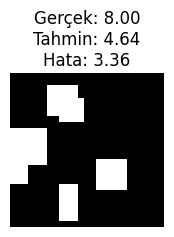 Gerçek: 8.00
Tahmin: 4.64
Hata: 3.36